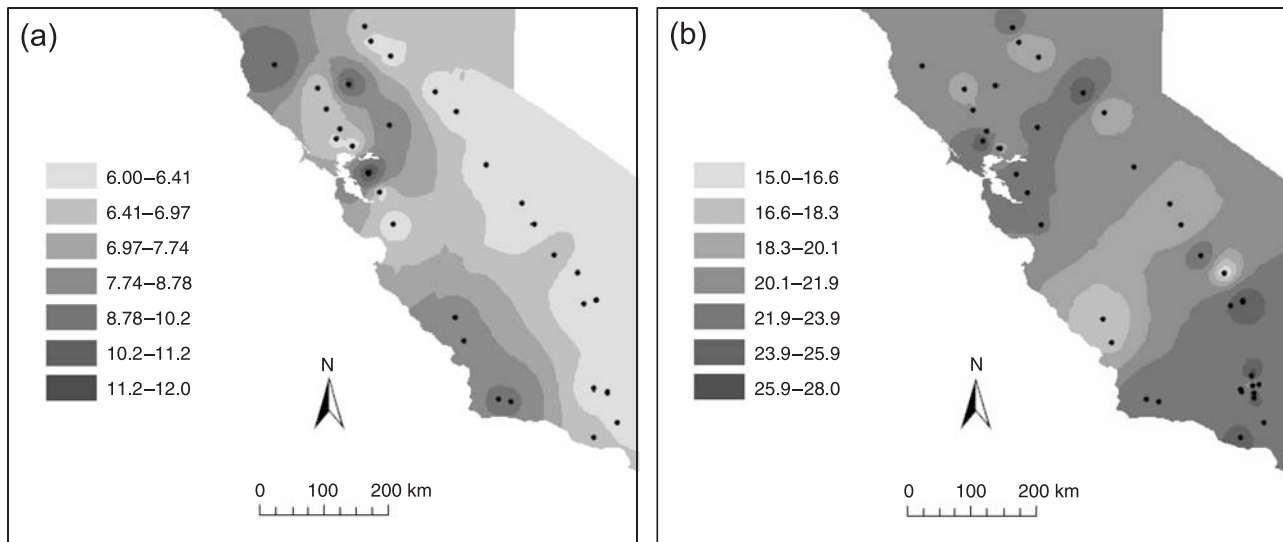 (a)
6.00–6.41
6.41–6.97
6.97–7.74
7.74–8.78
8.78–10.2
10.2–11.2
11.2–12.0
N
0 100 200 km
(b)
15.0–16.6
16.6–18.3
18.3–20.1
20.1–21.9
21.9–23.9
23.9–25.9
25.9–28.0
N
0 100 200 km